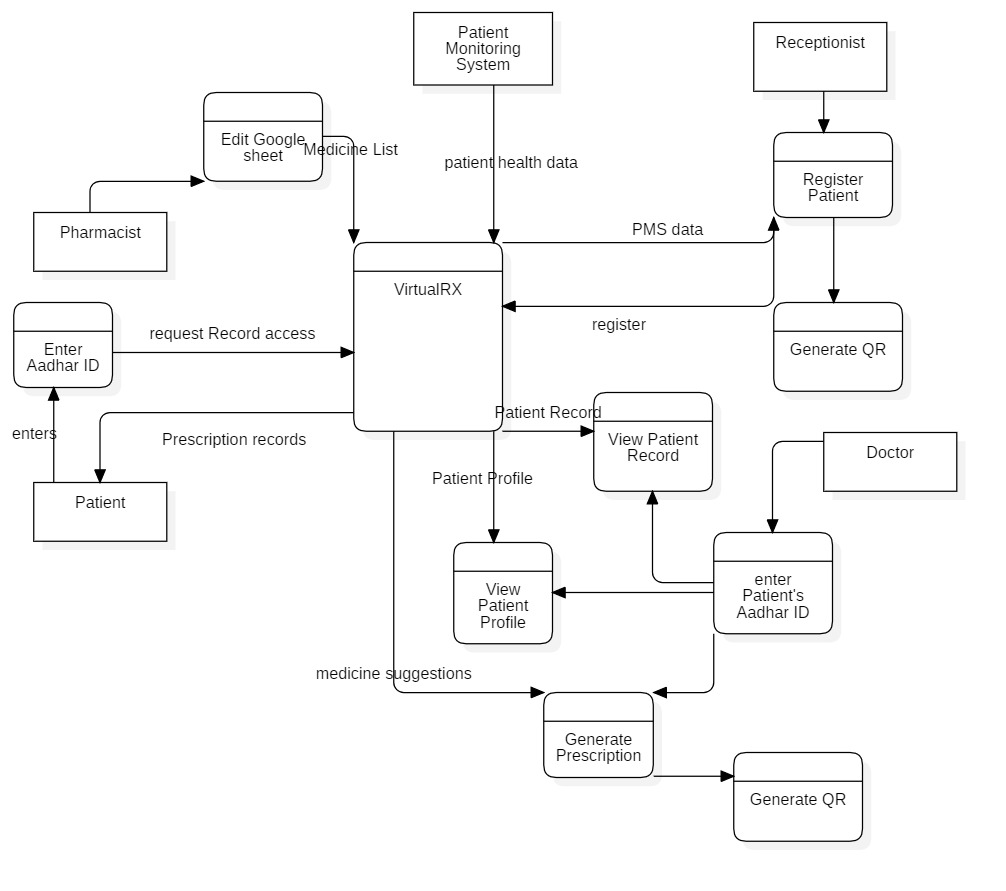 Patient
Monitoring
System
Receptionist
Edit Google
sheet
Medicine List
patient health data
Register
Patient
Pharmacist
PMS data
VirtualRX
register
request Record access
Enter
Aadhar ID
Generate QR
Patient Record
enters
Prescription records
View Patient
Record
Doctor
Patient Profile
Patient
View
Patient
Profile
enter
Patient's
Aadhar ID
medicine suggestions
Generate
Prescription
Generate QR